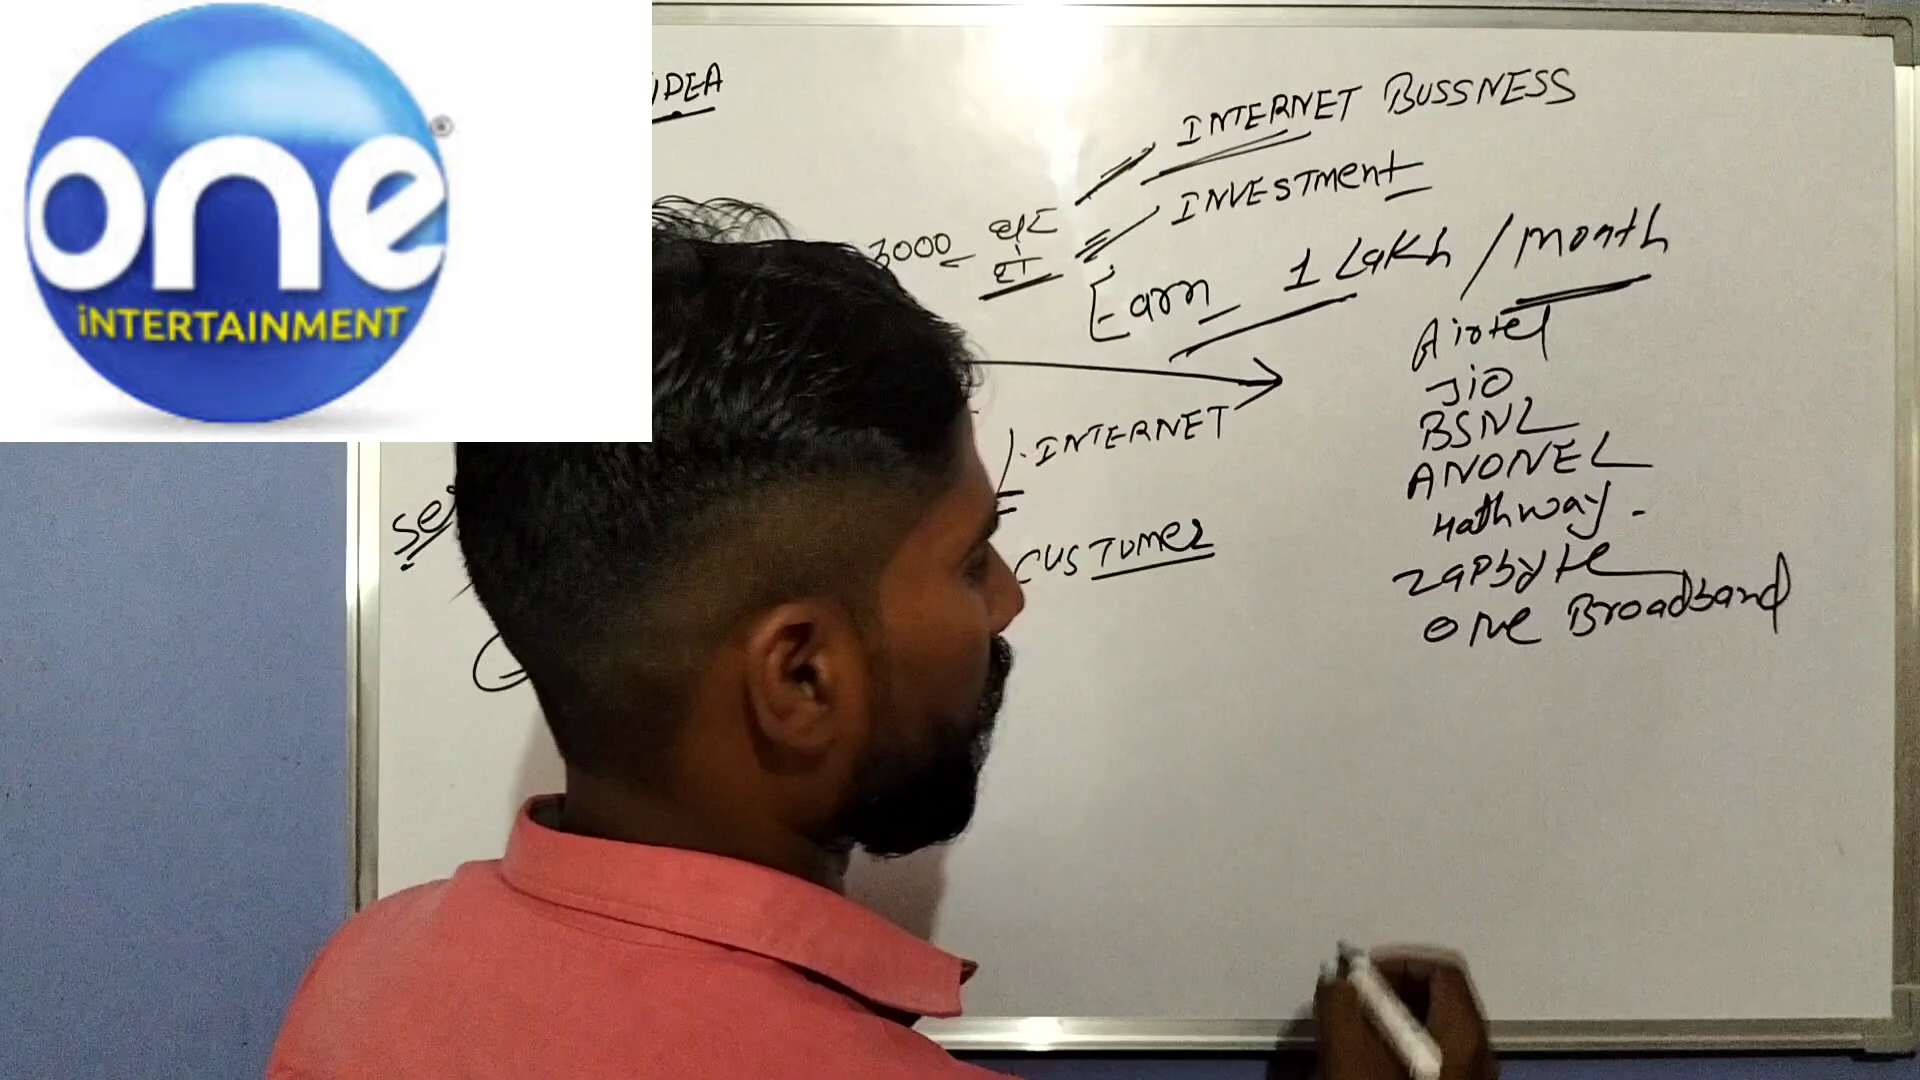 one
®
iNTERTAINMENT
IDEA
INTERNET BUSSNESS
INVESTment
3000 घर
Earn 1 Lakh / month
INTERNET
CUSTUMER
Airtel
Jio
BSNL
ANONEL
Hathway.
Zapbyte
One Broadband